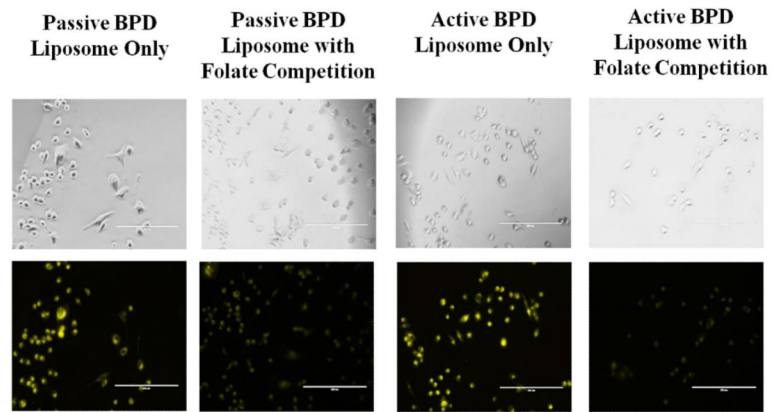 Passive BPD
Liposome Only
Passive BPD
Liposome with
Folate Competition
Active BPD
Liposome Only
Active BPD
Liposome with
Folate Competition